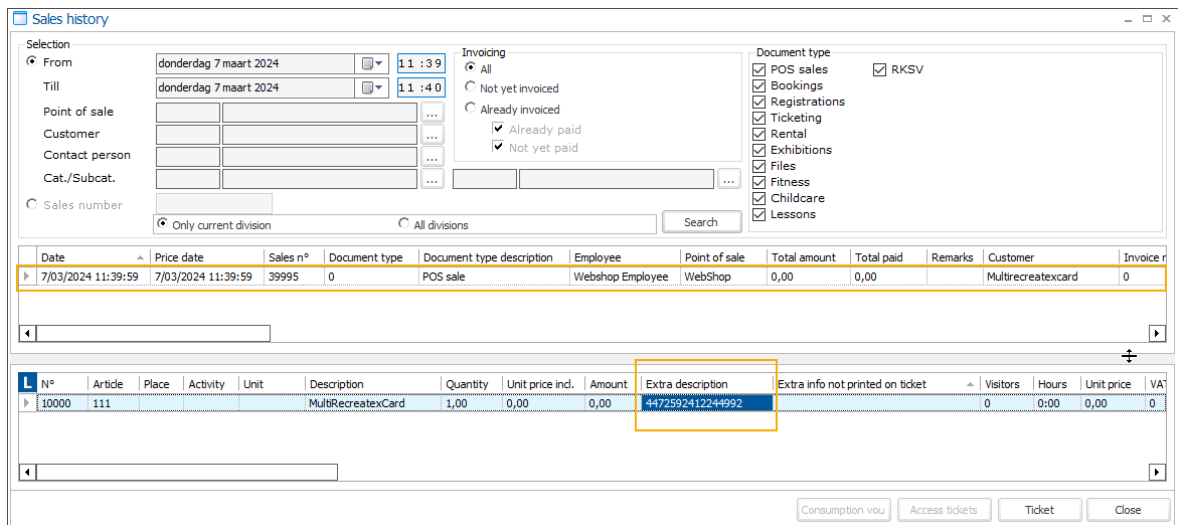 Sales history
Selection
From donderdag 7 maart 2024 11 :39
Till donderdag 7 maart 2024 11 :40
Point of sale ...
Customer ...
Contact person ...
Cat./Subcat. ... ...
Sales number
Only current division All divisions Search
Invoicing
All
Not yet invoiced
Already invoiced
Already paid
Not yet paid
Document type
POS sales RKSV
Bookings
Registrations
Ticketing
Rental
Exhibitions
Files
Fitness
Childcare
Lessons
Date Price date Sales n° Document type Document type description Employee Point of sale Total amount Total paid Remarks Customer Invoice r
7/03/2024 11:39:59 7/03/2024 11:39:59 39995 0 POS sale Webshop Employee WebShop 0,00 0,00 Multirecreatexcard 0
L N° Article Place Activity Unit Description Quantity Unit price incl. Amount Extra description Extra info not printed on ticket Visitors Hours Unit price VAT
10000 111 MultiRecreatexCard 1,00 0,00 0,00 4472592412244992 0 0:00 0,00 0
Consumption vou Access tickets Ticket Close